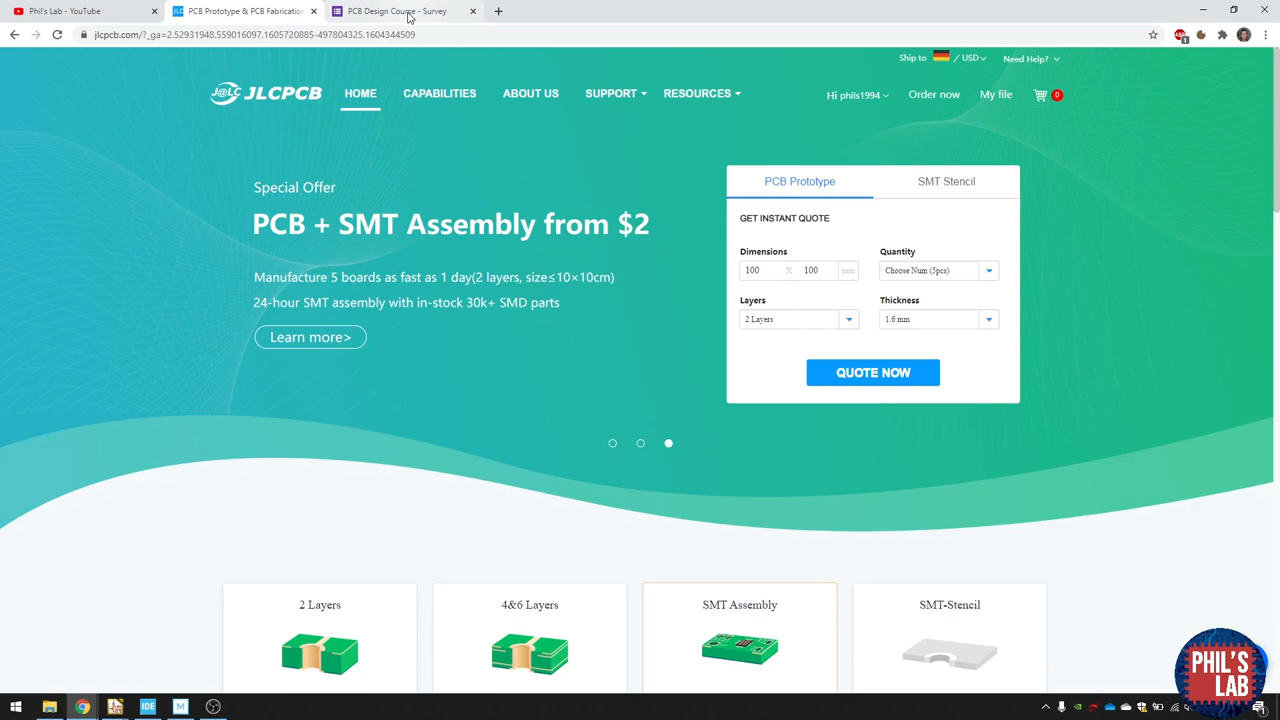 Phil's Lab - YouTube
PCB Prototype & PCB Fabrication
PCB Design Course - Survey
jlcpcb.com/?_ga=2.52931948.559016097.1605720885-497804325.1604344509
Ship to / USD
Need Help?
J@LC JLCPCB
HOME
CAPABILITIES
ABOUT US
SUPPORT
RESOURCES
Hi phils1994
Order now
My file
0
Special Offer
PCB + SMT Assembly from $2
Manufacture 5 boards as fast as 1 day(2 layers, size≤10×10cm)
24-hour SMT assembly with in-stock 30k+ SMD parts
Learn more>
PCB Prototype
SMT Stencil
GET INSTANT QUOTE
Dimensions
Quantity
100 X 100 mm
Choose Num (5pcs)
Layers
Thickness
2 Layers
1.6 mm
QUOTE NOW
2 Layers
4&6 Layers
SMT Assembly
SMT-Stencil
PHIL'S
LAB
IDE
M